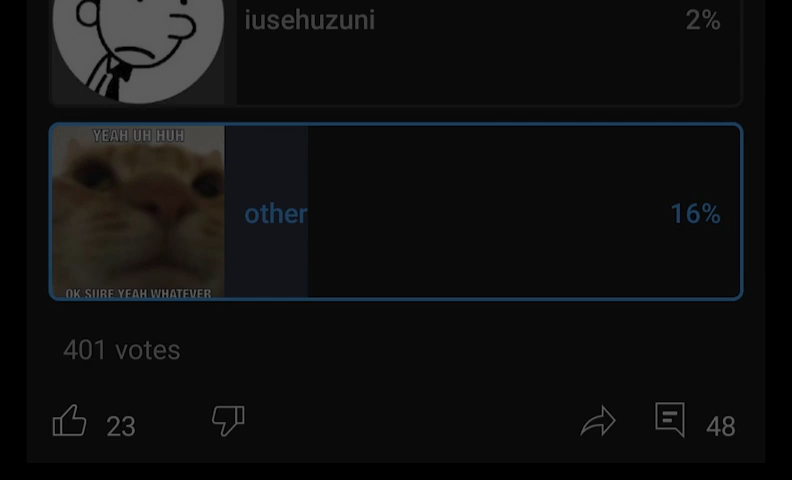 iusehuzuni 2%
YEAH UH HUH
other 16%
OK SURE YEAH WHATEVER
401 votes
23 48